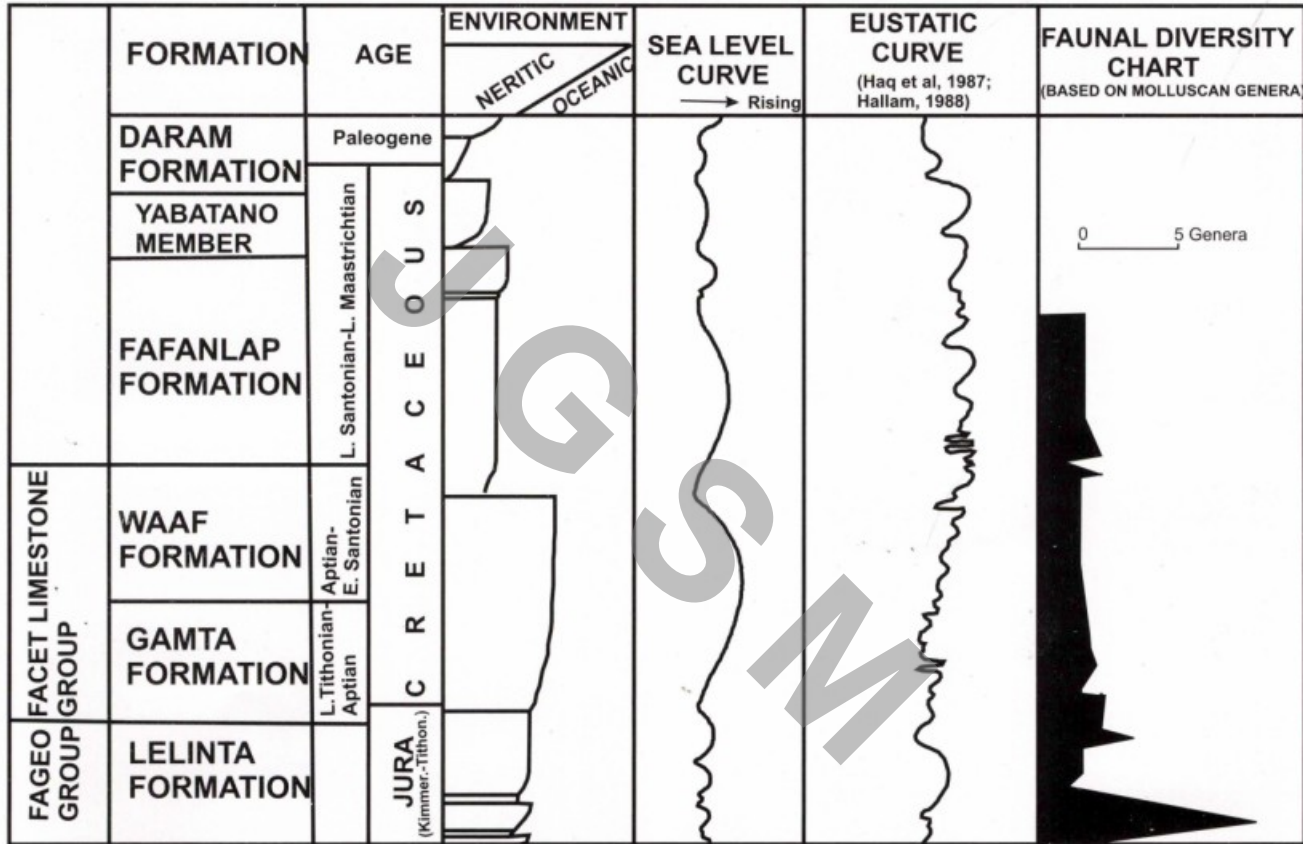 FORMATION
AGE
ENVIRONMENT
NERITIC
OCEANIC
SEA LEVEL
CURVE
Rising
EUSTATIC
CURVE
(Haq et al, 1987;
Hallam, 1988)
FAUNAL DIVERSITY
CHART
(BASED ON MOLLUSCAN GENERA)
DARAM
FORMATION
Paleogene
YABATANO
MEMBER
FAFANLAP
FORMATION
L. Santonian-L. Maastrichtian
CRETACEOUS
0 5 Genera
FACET LIMESTONE
GROUP
WAAF
FORMATION
Aptian-
E. Santonian
GAMTA
FORMATION
L.Tithonian-
Aptian
FAGEO
GROUP
LELINTA
FORMATION
JURA
(Kimmer.-Tithon.)
JGSM